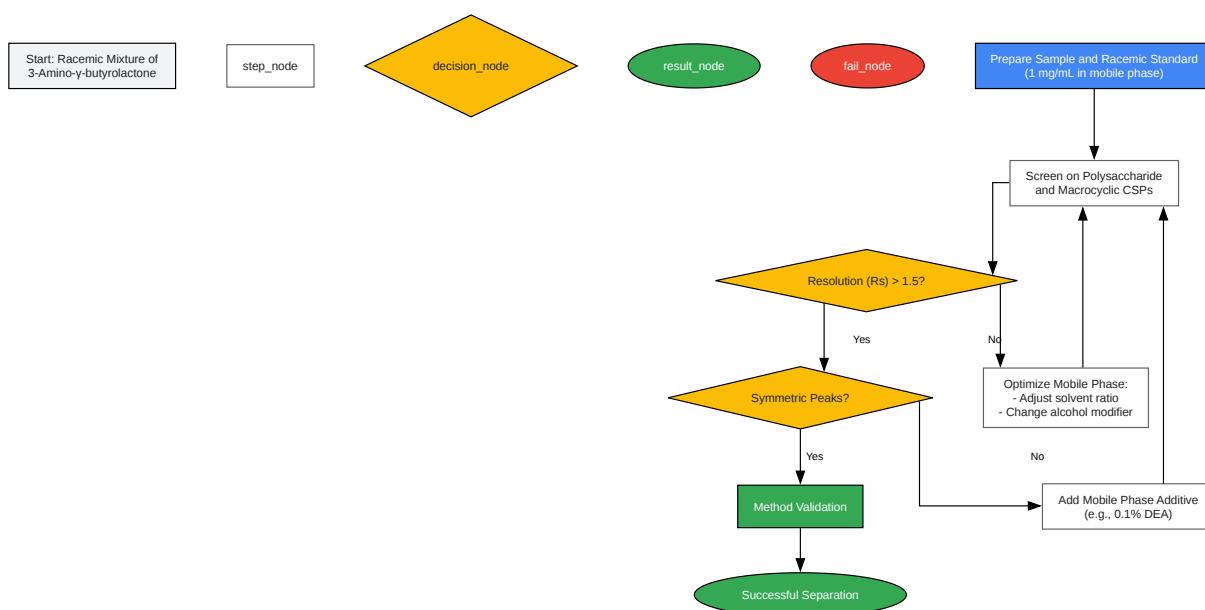 Start: Racemic Mixture of
3-Amino-γ-butyrolactone
step_node
decision_node
result_node
fail_node
Prepare Sample and Racemic Standard
(1 mg/mL in mobile phase)
Screen on Polysaccharide
and Macrocyclic CSPs
Resolution (Rs) > 1.5?
Yes
No
Symmetric Peaks?
Optimize Mobile Phase:
- Adjust solvent ratio
- Change alcohol modifier
Yes
No
Method Validation
Add Mobile Phase Additive
(e.g., 0.1% DEA)
Successful Separation